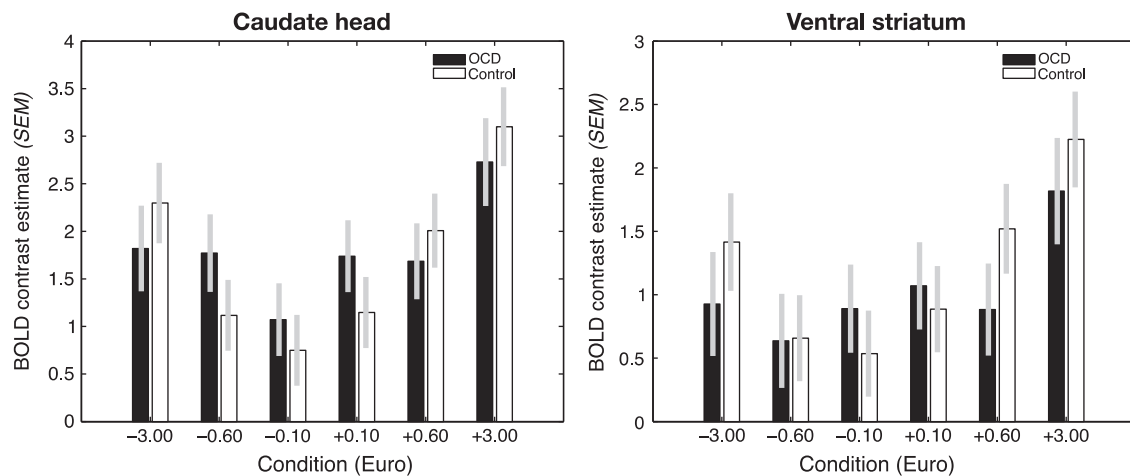 Caudate head
4
3.5
3
2.5
2
1.5
1
0.5
0
BOLD contrast estimate (SEM)
OCD
Control
−3.00 −0.60 −0.10 +0.10 +0.60 +3.00
Condition (Euro)
Ventral striatum
3
2.5
2
1.5
1
0.5
0
BOLD contrast estimate (SEM)
OCD
Control
−3.00 −0.60 −0.10 +0.10 +0.60 +3.00
Condition (Euro)